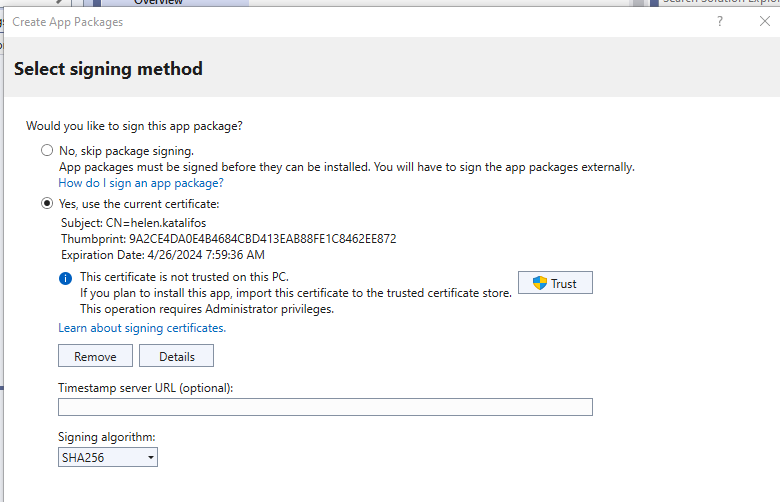 Overview
Search Solution Explo
Create App Packages
?
Select signing method
Would you like to sign this app package?
No, skip package signing.
App packages must be signed before they can be installed. You will have to sign the app packages externally.
How do I sign an app package?
Yes, use the current certificate:
Subject: CN=helen.katalifos
Thumbprint: 9A2CE4DA0E4B4684CBD413EAB88FE1C8462EE872
Expiration Date: 4/26/2024 7:59:36 AM
This certificate is not trusted on this PC.
If you plan to install this app, import this certificate to the trusted certificate store.
Trust
This operation requires Administrator privileges.
Learn about signing certificates.
Remove
Details
Timestamp server URL (optional):
Signing algorithm:
SHA256